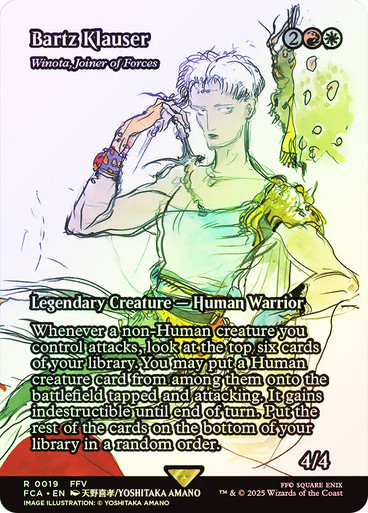 Bartz Klauser 2
Winota, Joiner of Forces
Legendary Creature — Human Warrior
Whenever a non-Human creature you
control attacks, look at the top six cards
of your library. You may put a Human
creature card from among them onto the
battlefield tapped and attacking. It gains
indestructible until end of turn. Put the
rest of the cards on the bottom of your
library in a random order.
4/4
R 0019 FFV
FCA • EN 天野喜孝/YOSHITAKA AMANO
IMAGE ILLUSTRATION: © YOSHITAKA AMANO
FF© SQUARE ENIX
™ & © 2025 Wizards of the Coast